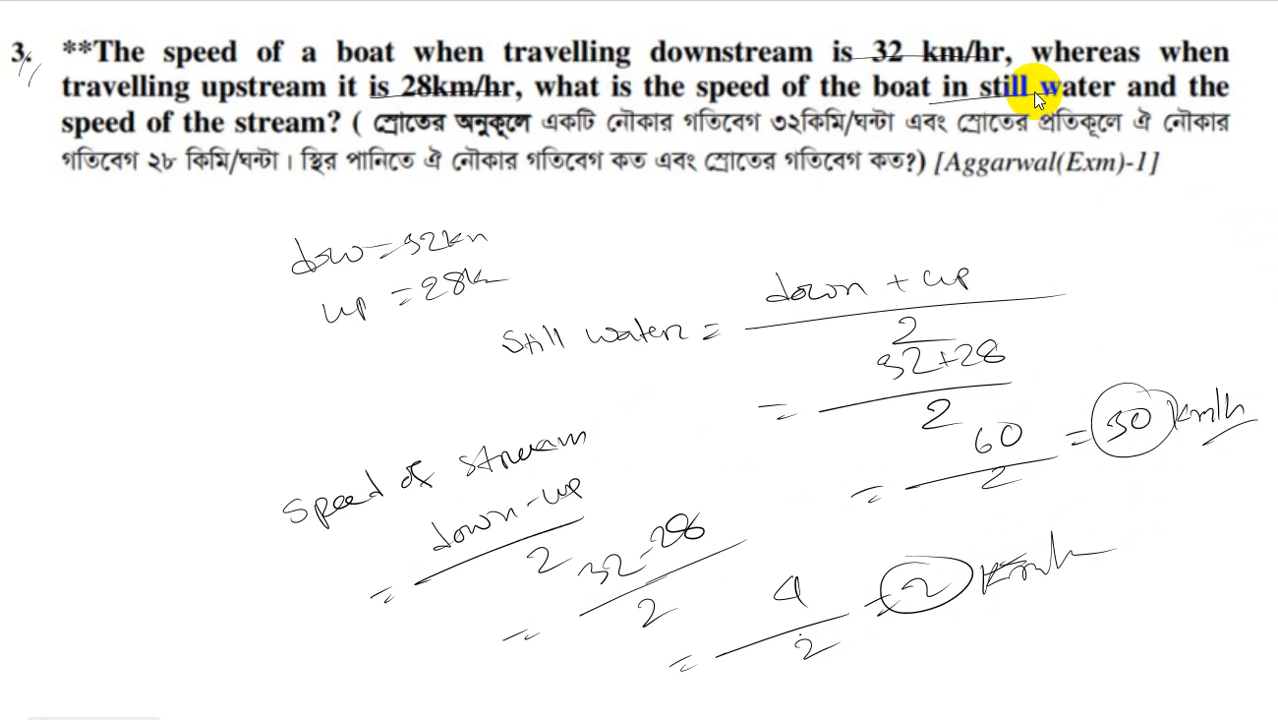 3. **The speed of a boat when travelling downstream is 32 km/hr, whereas when
travelling upstream it is 28km/hr, what is the speed of the boat in still water and the
speed of the stream? ( স্রোতের অনুকূলে একটি নৌকার গতিবেগ ৩২কিমি/ঘন্টা এবং স্রোতের প্রতিকূলে ঐ নৌকার
গতিবেগ ২৮ কিমি/ঘন্টা। স্থির পানিতে ঐ নৌকার গতিবেগ কত এবং স্রোতের গতিবেগ কত?) [Aggarwal(Exm)-1]
dow = 32km
up = 28k
Still water = down + up
2
= 32+28
2
= 60
2
= 30 km/h
Speed of stream
= down - up
2
= 32-28
2
= 4
2
= 2 km/h